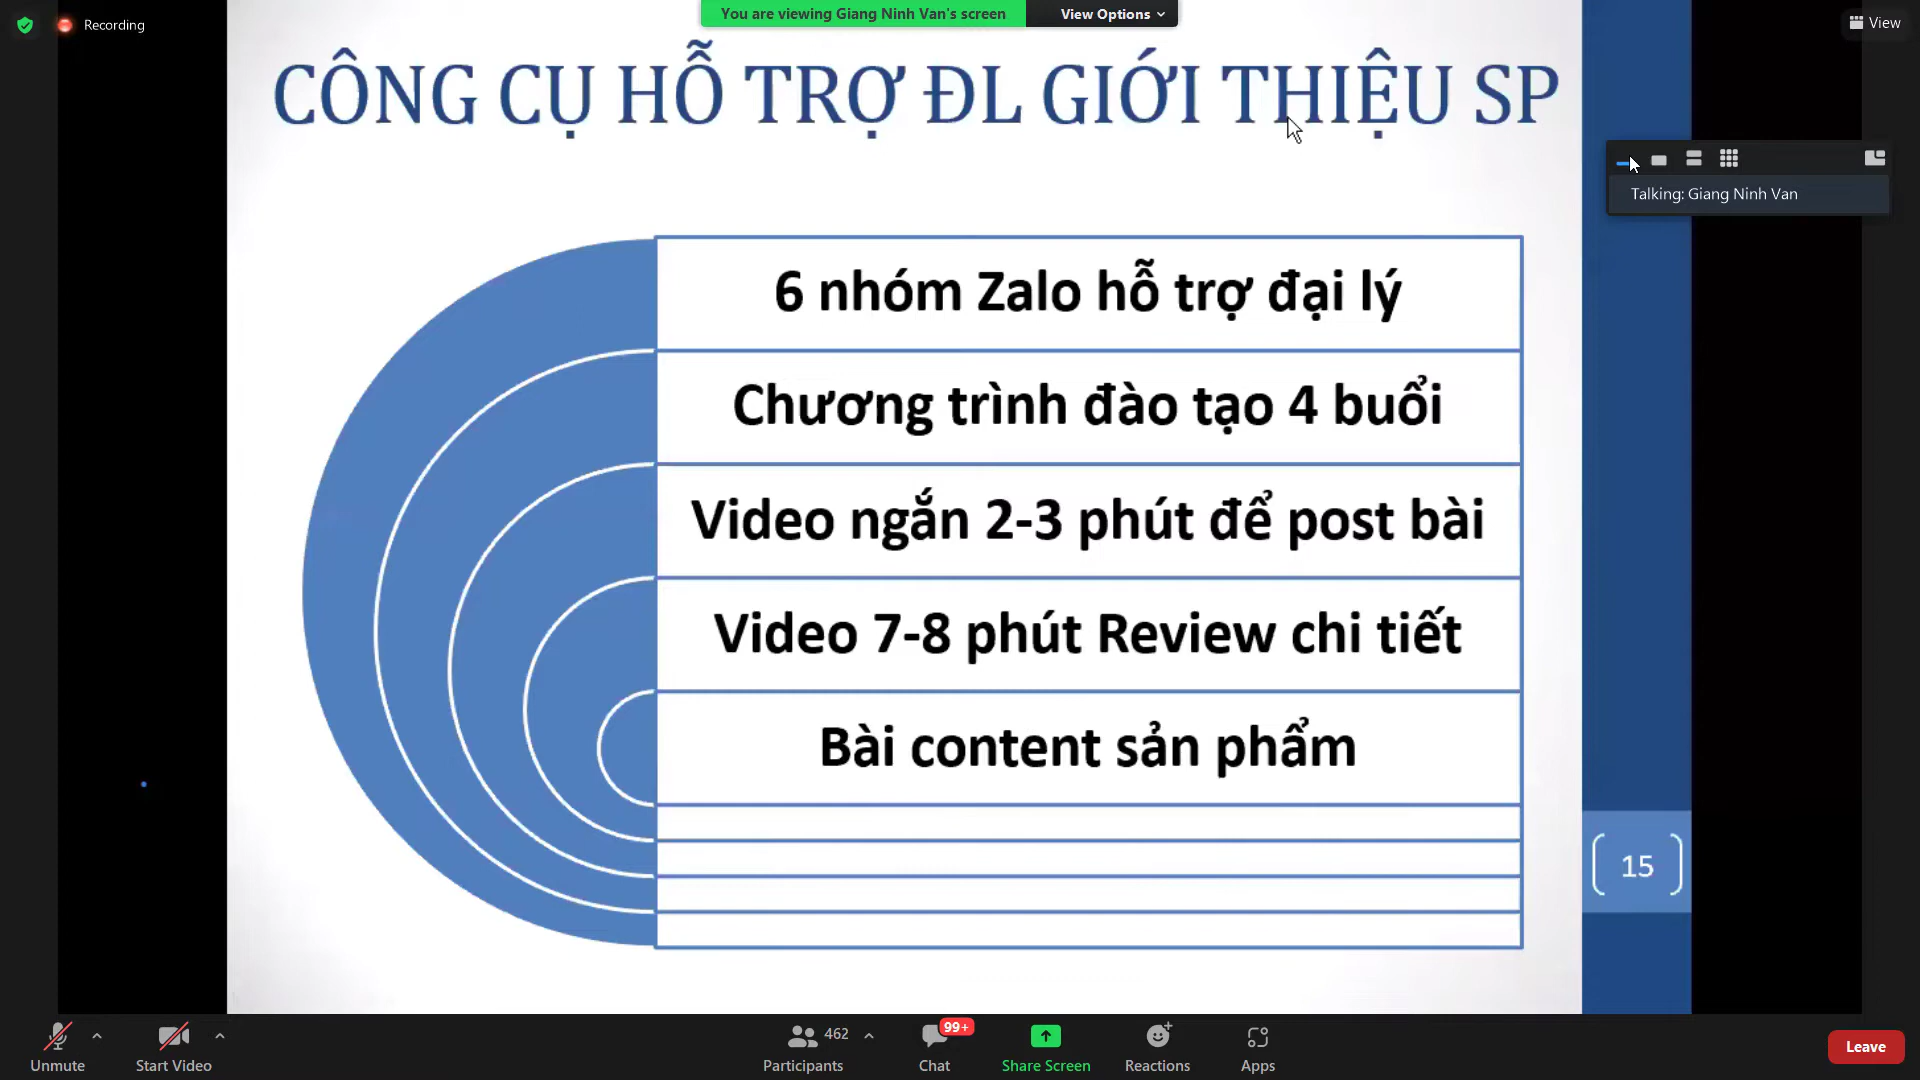 Recording
You are viewing Giang Ninh Van's screen
View Options
View
CÔNG CỤ HỖ TRỢ ĐL GIỚI THIỆU SP
Talking: Giang Ninh Van
6 nhóm Zalo hỗ trợ đại lý
Chương trình đào tạo 4 buổi
Video ngắn 2-3 phút để post bài
Video 7-8 phút Review chi tiết
Bài content sản phẩm
15
Unmute
Start Video
462
Participants
99+
Chat
Share Screen
Reactions
Apps
Leave